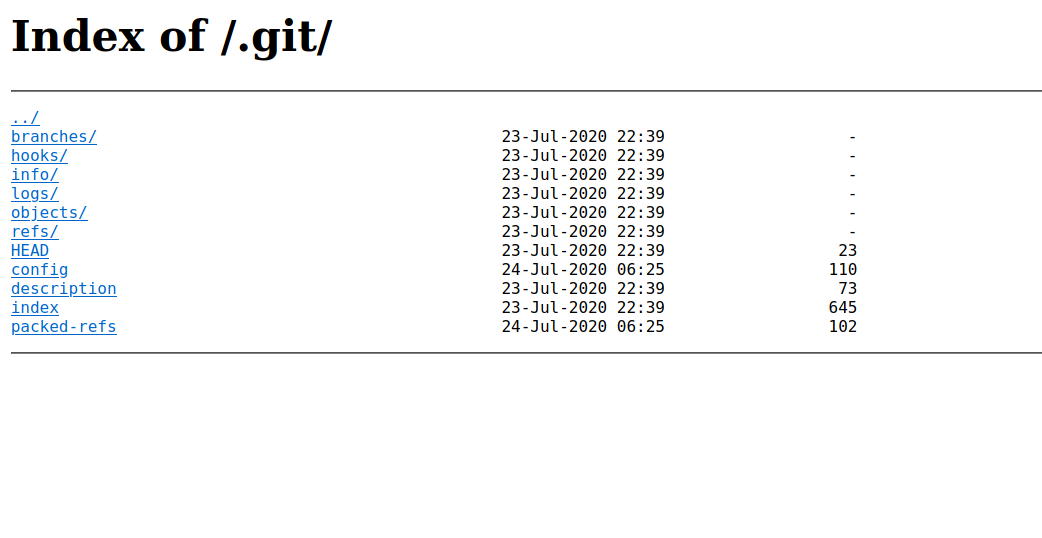 Index of /.git/
../
branches/ 23-Jul-2020 22:39 -
hooks/ 23-Jul-2020 22:39 -
info/ 23-Jul-2020 22:39 -
logs/ 23-Jul-2020 22:39 -
objects/ 23-Jul-2020 22:39 -
refs/ 23-Jul-2020 22:39 -
HEAD 23-Jul-2020 22:39 23
config 24-Jul-2020 06:25 110
description 23-Jul-2020 22:39 73
index 23-Jul-2020 22:39 645
packed-refs 24-Jul-2020 06:25 102